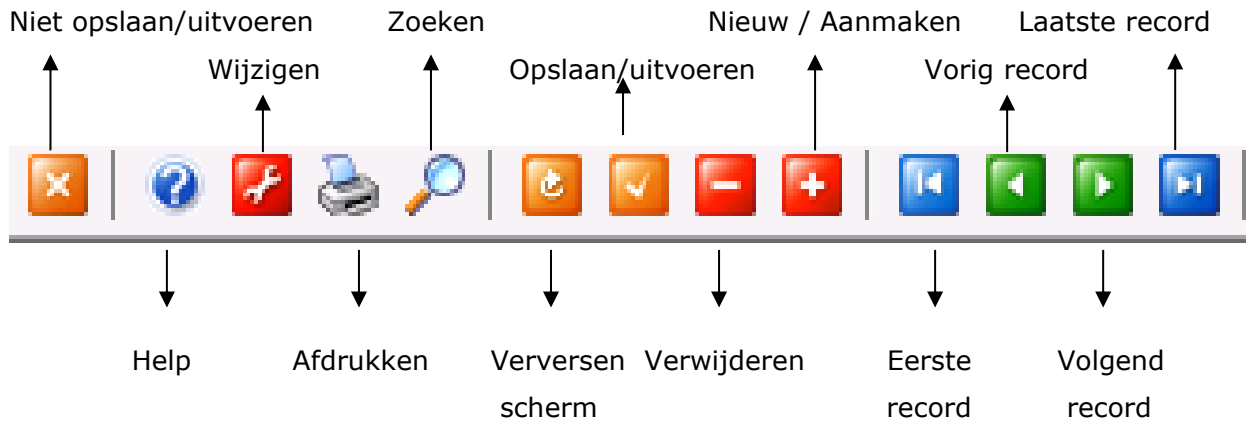 Niet opslaan/uitvoeren Zoeken Nieuw / Aanmaken Laatste record
Wijzigen Opslaan/uitvoeren Vorig record
Help Afdrukken Verversen Verwijderen Eerste Volgend
scherm record record